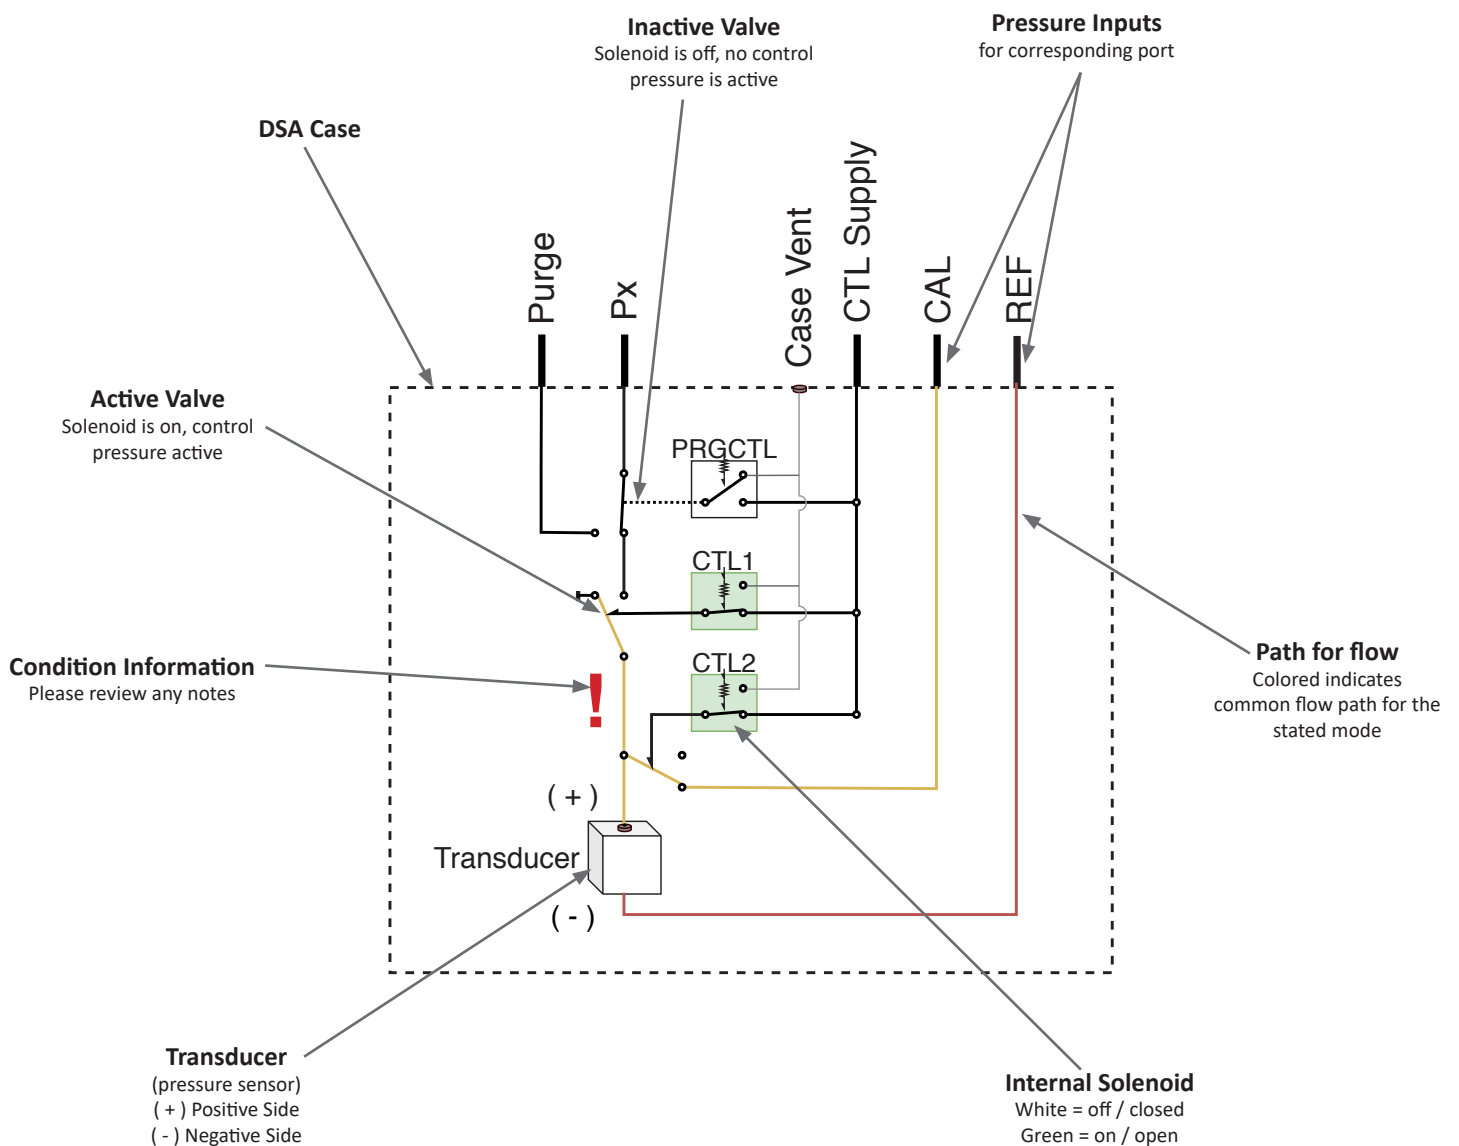 Inactive Valve
Solenoid is off, no control
pressure is active
Pressure Inputs
for corresponding port
DSA Case
Purge
Px
Case Vent
CTL Supply
CAL
REF
Active Valve
Solenoid is on, control
pressure active
PRGCTL
CTL1
CTL2
Condition Information
Please review any notes
!
Path for flow
Colored indicates
common flow path for the
stated mode
( + )
Transducer
( - )
Transducer
(pressure sensor)
( + ) Positive Side
( - ) Negative Side
Internal Solenoid
White = off / closed
Green = on / open